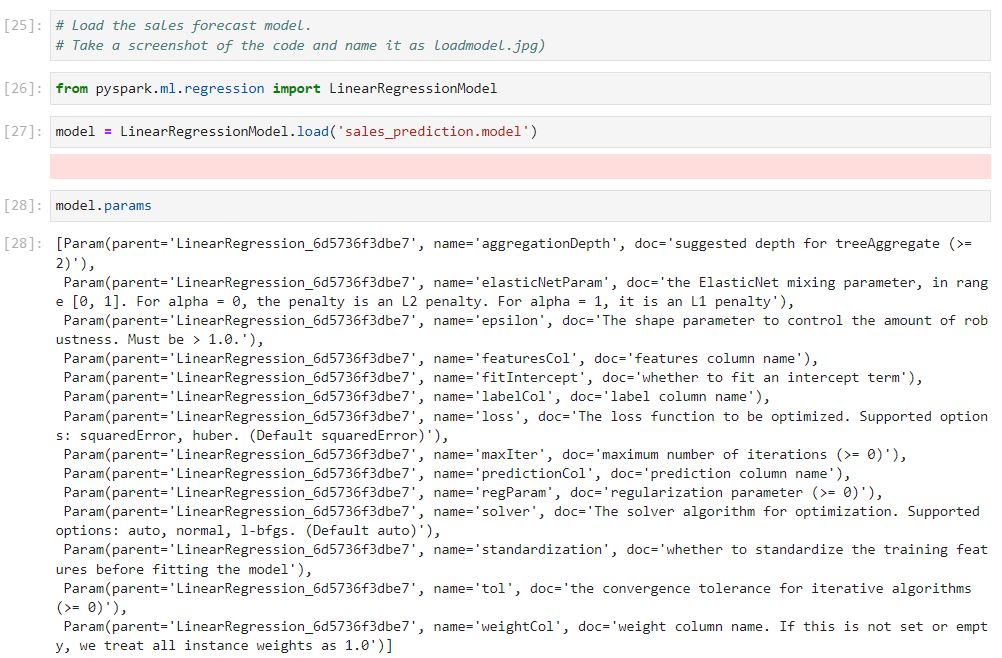 [25]: # Load the sales forecast model.
# Take a screenshot of the code and name it as loadmodel.jpg)
[26]: from pyspark.ml.regression import LinearRegressionModel
[27]: model = LinearRegressionModel.load('sales_prediction.model')
[28]: model.params
[28]: [Param(parent='LinearRegression_6d5736f3dbe7', name='aggregationDepth', doc='suggested depth for treeAggregate (>=
2)'),
Param(parent='LinearRegression_6d5736f3dbe7', name='elasticNetParam', doc='the ElasticNet mixing parameter, in rang
e [0, 1]. For alpha = 0, the penalty is an L2 penalty. For alpha = 1, it is an L1 penalty'),
Param(parent='LinearRegression_6d5736f3dbe7', name='epsilon', doc='The shape parameter to control the amount of rob
ustness. Must be > 1.0.'),
Param(parent='LinearRegression_6d5736f3dbe7', name='featuresCol', doc='features column name'),
Param(parent='LinearRegression_6d5736f3dbe7', name='fitIntercept', doc='whether to fit an intercept term'),
Param(parent='LinearRegression_6d5736f3dbe7', name='labelCol', doc='label column name'),
Param(parent='LinearRegression_6d5736f3dbe7', name='loss', doc='The loss function to be optimized. Supported option
s: squaredError, huber. (Default squaredError)'),
Param(parent='LinearRegression_6d5736f3dbe7', name='maxIter', doc='maximum number of iterations (>= 0)'),
Param(parent='LinearRegression_6d5736f3dbe7', name='predictionCol', doc='prediction column name'),
Param(parent='LinearRegression_6d5736f3dbe7', name='regParam', doc='regularization parameter (>= 0)'),
Param(parent='LinearRegression_6d5736f3dbe7', name='solver', doc='The solver algorithm for optimization. Supported
options: auto, normal, l-bfgs. (Default auto)'),
Param(parent='LinearRegression_6d5736f3dbe7', name='standardization', doc='whether to standardize the training feat
ures before fitting the model'),
Param(parent='LinearRegression_6d5736f3dbe7', name='tol', doc='the convergence tolerance for iterative algorithms
(>= 0)'),
Param(parent='LinearRegression_6d5736f3dbe7', name='weightCol', doc='weight column name. If this is not set or empt
y, we treat all instance weights as 1.0')]